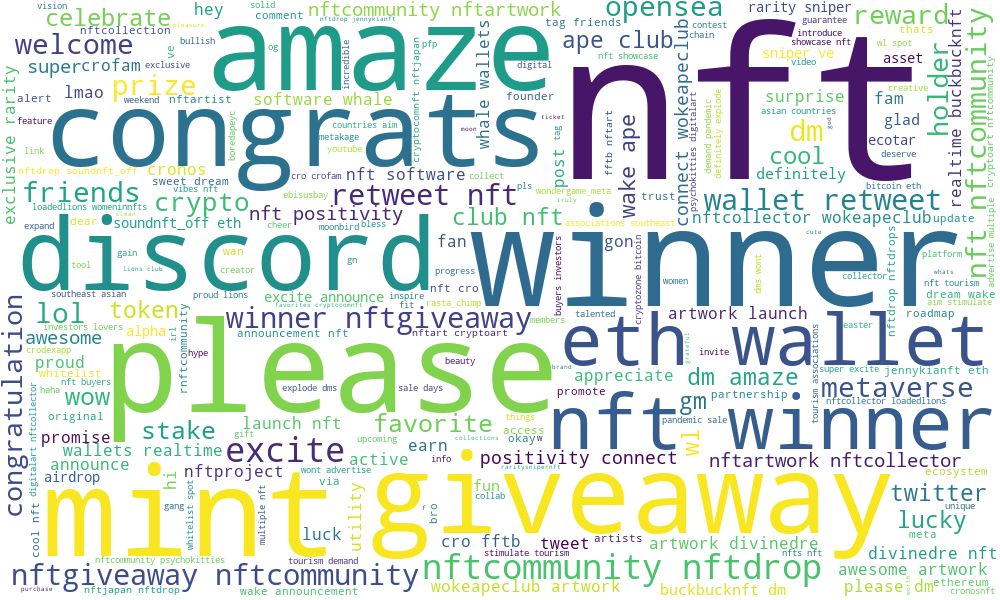 vision
celebrate
hey
nftcommunity nftartwork
solid
comment
nftdrop jennykianft
opensea
rarity sniper
reward
nftcollection
bullish
tag friends
contest
chain
introduce
guarantee
showcase nft
wl spot
thats
welcome
ve
pleasure
amaze
og
incredible
pfp
ape club
nft showcase
sniper ve
asset
nft
super
crofam
exclusive
digital
whale wallets
video
creative
alert
lmao
prize
weekend
nftartist
software whale
founder
surprise
fam
holder
realtime buckbucknft
nftcommunity
cryptoart nftcommunity
feature
congrats
countries aim
metakage
youtube
boredapeyc
cryptocmnft nftjapan
ticket
moon
post tag
fftb nftart
wake ape
connect wokeapeclub
psychokitties digitalart
demand pandemic
definitely explode
asian countries
dm
god
glad
ecotar
deserve
exclusive rarity
link
nftdrop soundnft_off
cronos
cro crofam
nft software
collect
cool
definitely
sweet dream
vibes nft
ebisusbay
pls
wondergame_meta
trust
bitcoin eth
friends
crypto
retweet nft
truly
wallet retweet
loadedlions womeninnfts
nft positivity
club nft
nftcollector wokeapeclub
update
dear
clean
soundnft_off eth
cheer
moonbird
bless
associations southeast
cute
expand
discord
winner
gain
wan
fan
gon
tool
lions club
creator
gn
progress
buyers investors
cryptozone bitcoin
dms wont
collector
platform
whats
nft tourism
nftdrop nftdrops
advertise multiple
southeast asian
proud lions
excite announce
inspire
nft cro
women
dream wake
favorites cryptocmnft
fit
rasta_chimp
talented
aim stimulate
congratulation
lol
token
irl
nftcommunity
winner nftgiveaway
members
artwork launch
roadmap
investors lovers
alpha
announcement nft
nftart cryptoart
eth wallet
easter
crodexapp
awesome
hype
please
beauty
grateful
invite
tourism associations
super excite
jennykianft eth
proud
whitelist
brand
appreciate
dm amaze
partnership
metaverse
haha
nft buyers
wow
explode dms
sale days
promote
gm
nftcollector loadedlions
original
stake
launch nft
favorite
things
nft winner
pandemic sale
promise
gift
upcoming
access
wallets realtime
excite
earn
okay
w
collections
wl
announce
hi
nftproject
wont advertise
active
info
positivity connect
nftartwork nftcollector
airdrop
via
raritysnipernft
ecosystem
cool nft
digitalart nftcollector
mint
giveaway
fun
collab
gang
whitelist spot
multiple nft
utility
bro
f
twitter
unique
luck
lucky
meta
cro fftb
tweet
artists
artwork divinedre
nfts nft
nftcommunity psychokitties
tourism demand
stimulate tourism
divinedre nft
nftgiveaway nftcommunity
nftcommunity nftdrop
awesome artwork
purchase
nftjapan nftdrop
wake announcement
wokeapeclub artwork
buckbucknft dm
please dm
worth
ethereum
cronosnft